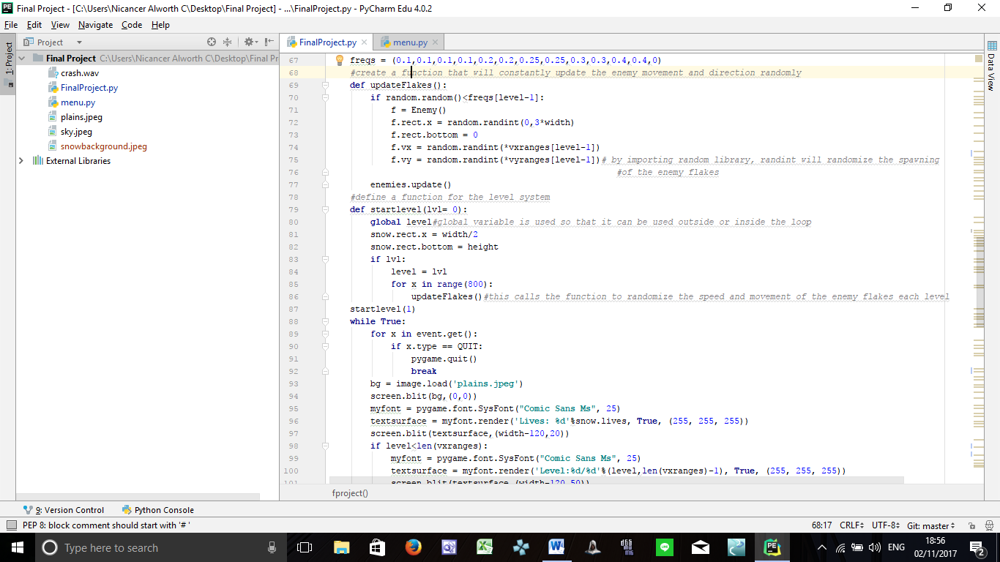 Final Project - [C:\Users\Nicancer Alworth C\Desktop\Final Project] - ...\FinalProject.py - PyCharm Edu 4.0.2
File Edit View Navigate Code Help
Project
FinalProject.py
menu.py
1: Project
Data View
Final Project C:\Users\Nicancer Alworth C\Desktop\Final Pr
crash.wav
FinalProject.py
menu.py
plains.jpeg
sky.jpeg
snowbackground.jpeg
External Libraries
67 freqs = (0.1,0.1,0.1,0.1,0.2,0.2,0.25,0.25,0.3,0.3,0.4,0.4,0)
68 #create a function that will constantly update the enemy movement and direction randomly
69 def updateFlakes():
70 if random.random()<freqs[level-1]:
71 f = Enemy()
72 f.rect.x = random.randint(0,3*width)
73 f.rect.bottom = 0
74 f.vx = random.randint(*vxranges[level-1])
75 f.vy = random.randint(*vyranges[level-1])# by importing random library, randint will randomize the spawning
76 #of the enemy flakes
77 enemies.update()
78 #define a function for the level system
79 def startlevel(lvl= 0):
80 global level#global variable is used so that it can be used outside or inside the loop
81 snow.rect.x = width/2
82 snow.rect.bottom = height
83 if lvl:
84 level = lvl
85 for x in range(800):
86 updateFlakes()#this calls the function to randomize the speed and movement of the enemy flakes each level
87 startlevel(1)
88 while True:
89 for x in event.get():
90 if x.type == QUIT:
91 pygame.quit()
92 break
93 bg = image.load('plains.jpeg')
94 screen.blit(bg,(0,0))
95 myfont = pygame.font.SysFont("Comic Sans Ms", 25)
96 textsurface = myfont.render('Lives: %d'%snow.lives, True, (255, 255, 255))
97 screen.blit(textsurface,(width-120,20))
98 if level<len(vxranges):
99 myfont = pygame.font.SysFont("Comic Sans Ms", 25)
100 textsurface = myfont.render('Level:%d/%d'%(level,len(vxranges)-1), True, (255, 255, 255))
101 screen.blit(textsurface,(width-120,50))
fproject()
9: Version Control Python Console
PEP 8: block comment should start with '# '
68:17 CRLF UTF-8 Git: master
Type here to search
ENG
18:56
02/11/2017
2